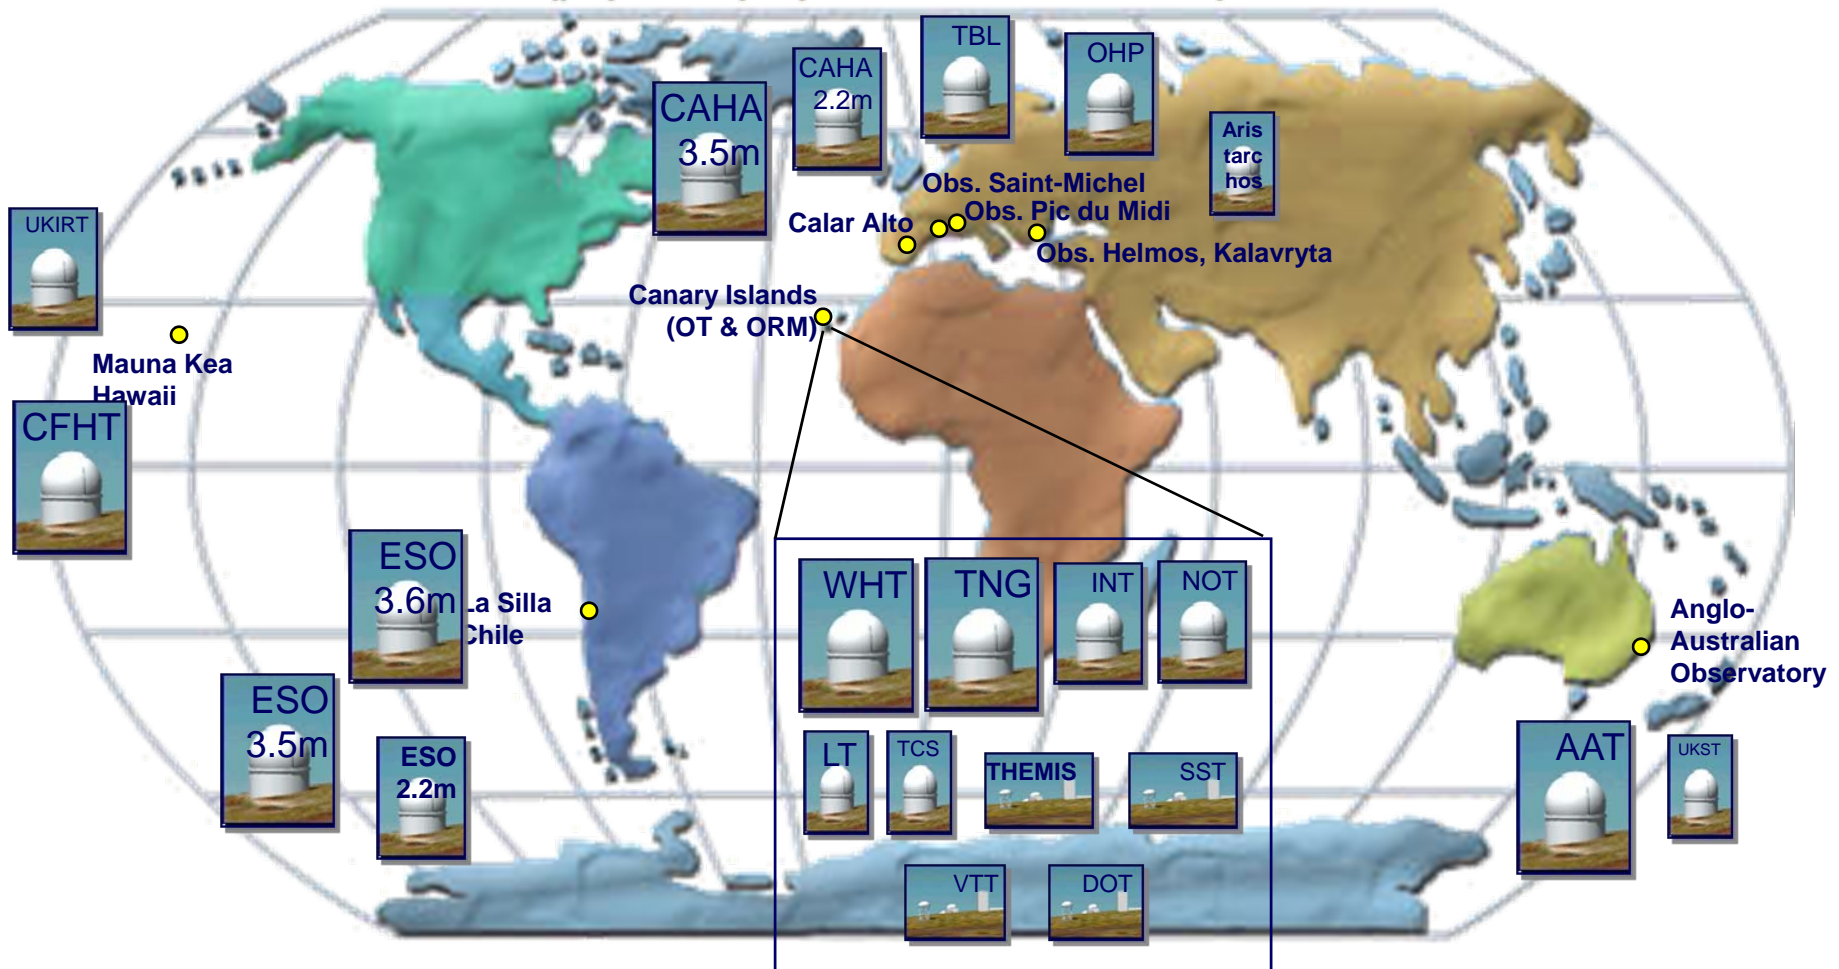 TBL
OHP
CAHA
2.2m
CAHA
3.5m
Aris
tarc
hos
Obs. Saint-Michel
Obs. Pic du Midi
Calar Alto
Obs. Helmos, Kalavryta
UKIRT
Canary Islands
(OT & ORM)
Mauna Kea
Hawaii
CFHT
ESO
3.6m
La Silla
Chile
WHT
TNG
INT
NOT
Anglo-
Australian
Observatory
ESO
3.5m
ESO
2.2m
LT
TCS
THEMIS
SST
AAT
UKST
VTT
DOT